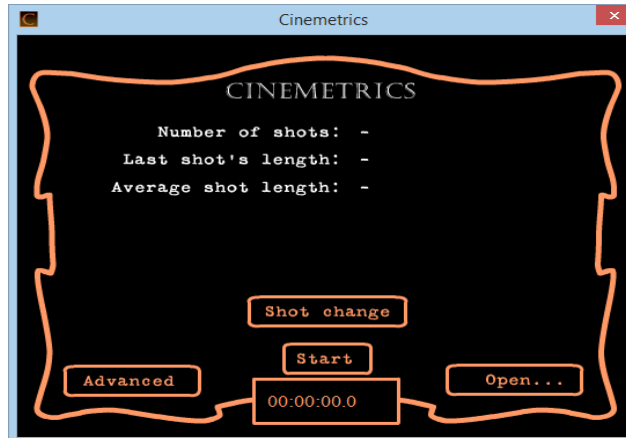 Cinemetrics
CINEMETRICS
Number of shots: -
Last shot's length: -
Average shot length: -
Shot change
Start
Advanced
Open...
00:00:00.0